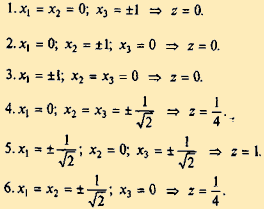 1. x₁ = x₂ = 0; x₃ = ±1 ⇒ z = 0.
2. x₁ = 0; x₂ = ±1; x₃ = 0 ⇒ z = 0.
3. x₁ = ±1; x₂ = x₃ = 0 ⇒ z = 0.
4. x₁ = 0; x₂ = x₃ = ± 1/√2 ⇒ z = 1/4.
5. x₁ = ± 1/√2; x₂ = 0; x₃ = ± 1/√2 ⇒ z = 1.
6. x₁ = x₂ = ± 1/√2; x₃ = 0 ⇒ z = 1/4.